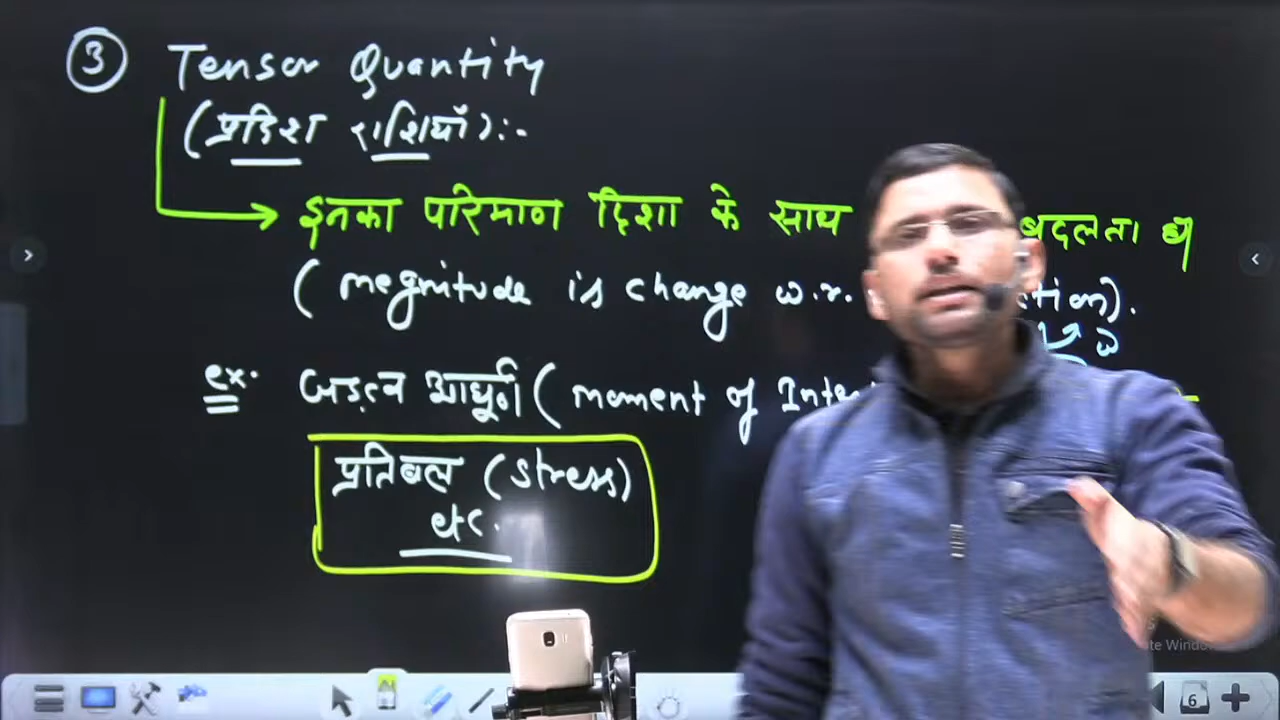 3 Tensor Quantity
(प्रदिश राशियाँ):-
इनका परिमाण दिशा के साथ बदलता
(megnitude is change w.r.
ω
ex. जड़त्व आघूर्ण (moment of
प्रतिबल (stress)
etc.
6